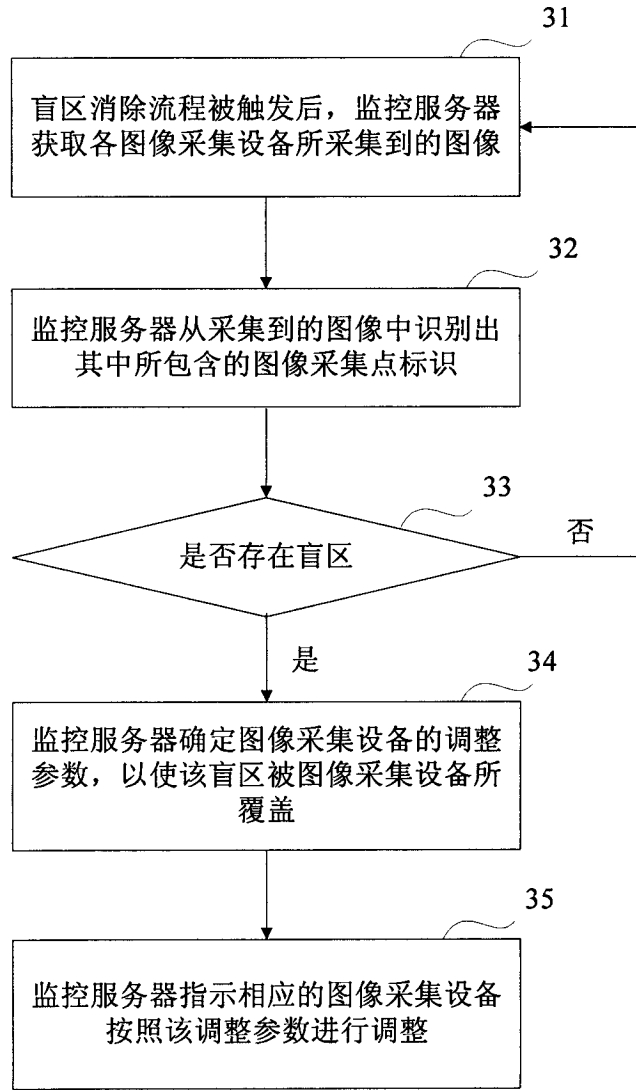 31
盲区消除流程被触发后，监控服务器
获取各图像采集设备所采集到的图像
32
监控服务器从采集到的图像中识别出
其中所包含的图像采集点标识
33
是否存在盲区
否
是
34
监控服务器确定图像采集设备的调整
参数，以使该盲区被图像采集设备所
覆盖
35
监控服务器指示相应的图像采集设备
按照该调整参数进行调整